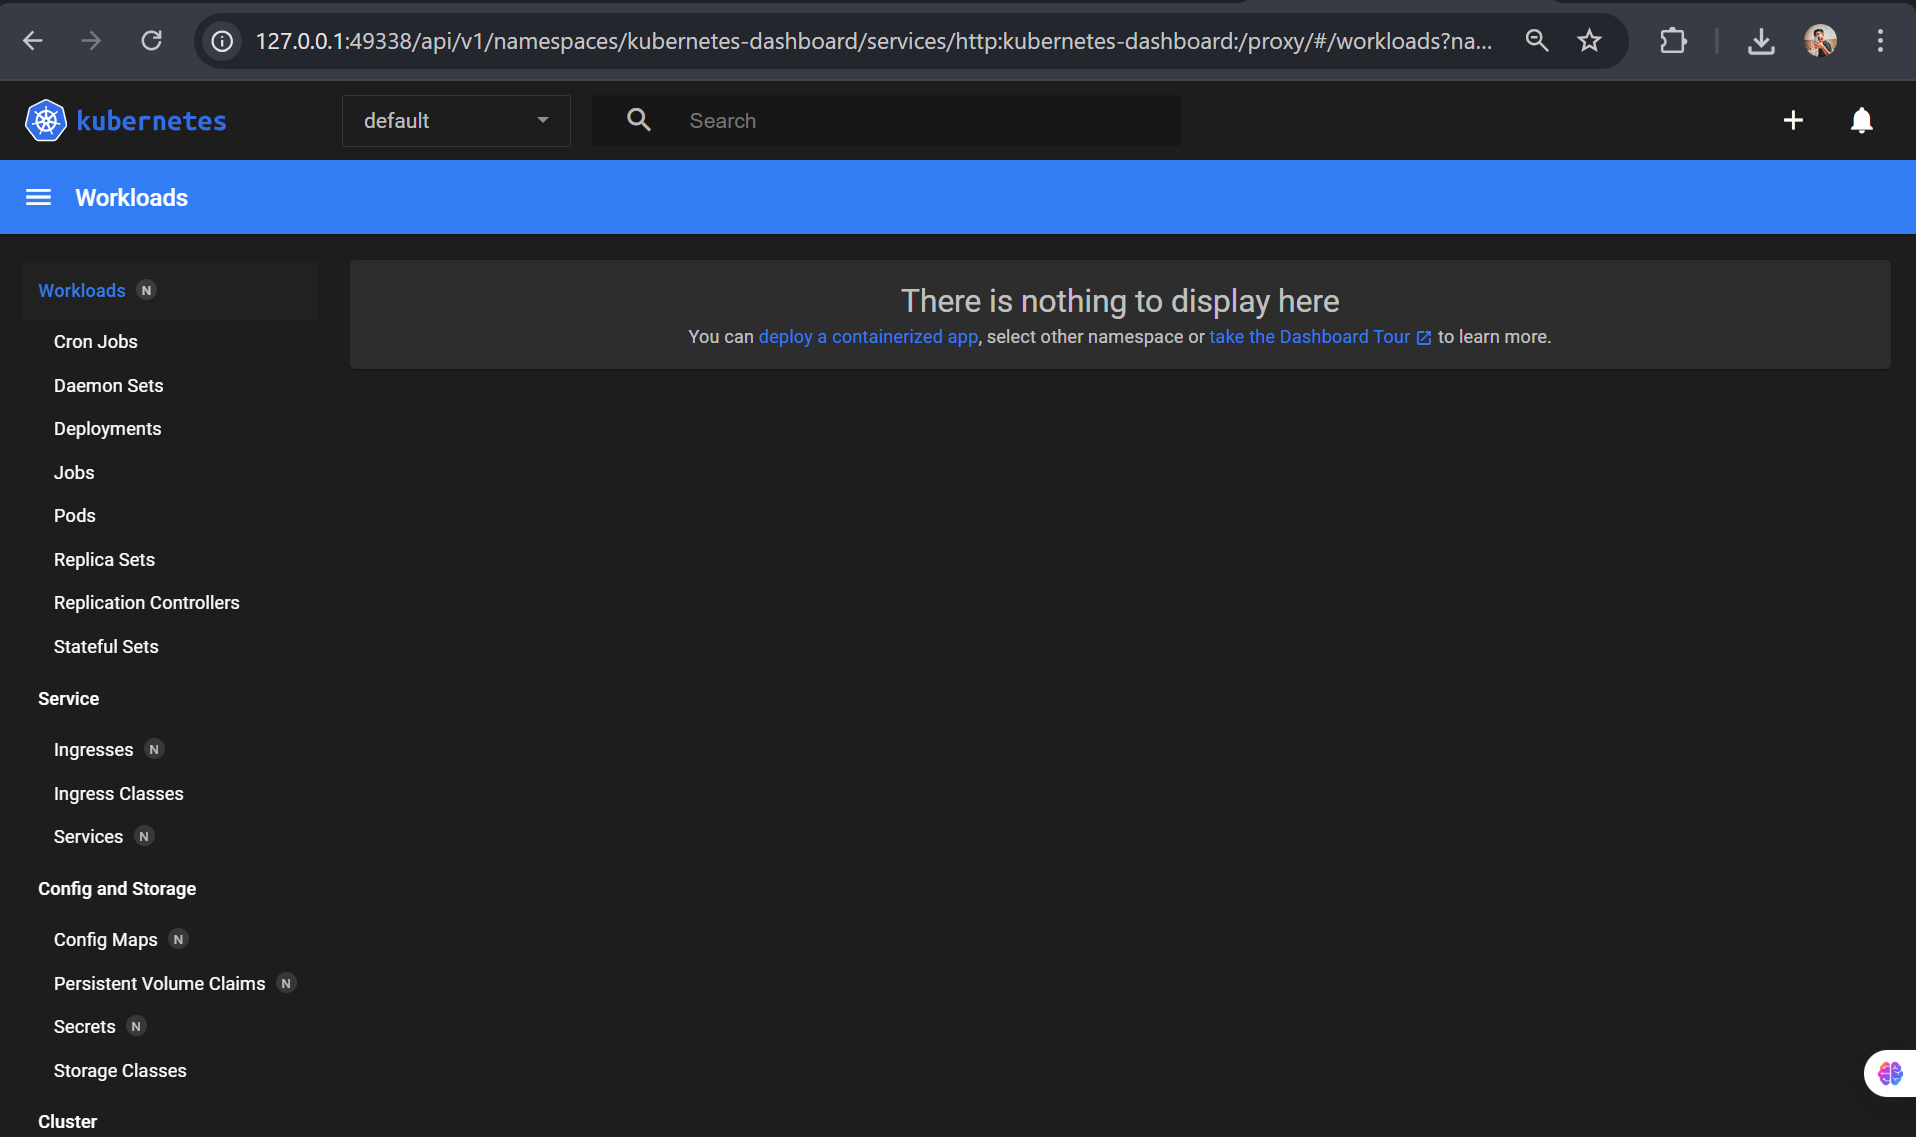 127.0.0.1:49338/api/v1/namespaces/kubernetes-dashboard/services/http:kubernetes-dashboard:/proxy/#/workloads?na...
kubernetes
default
Search
Workloads
Workloads N
Cron Jobs
Daemon Sets
Deployments
Jobs
Pods
Replica Sets
Replication Controllers
Stateful Sets
Service
Ingresses N
Ingress Classes
Services N
Config and Storage
Config Maps N
Persistent Volume Claims N
Secrets N
Storage Classes
Cluster
There is nothing to display here
You can deploy a containerized app, select other namespace or take the Dashboard Tour to learn more.